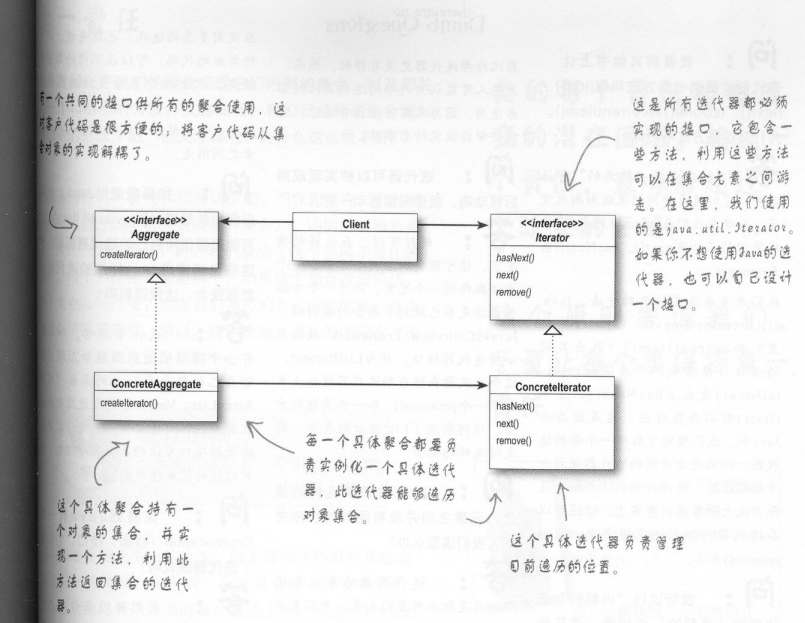 有一个共同的接口供所有的聚合使用，这
对客户代码是很方便的，将客户代码从集
合对象的实现解耦了。
这是所有迭代器都必须
实现的接口，它包含一
些方法，利用这些方法
可以在集合元素之间游
走。在这里，我们使用
的是java.util.Iterator。
如果你不想使用Java的迭
代器，也可以自己设计
一个接口。
<<interface>>
Aggregate
createIterator()
Client
<<interface>>
Iterator
hasNext()
next()
remove()
ConcreteAggregate
createIterator()
ConcreteIterator
hasNext()
next()
remove()
每一个具体聚合都要负
责实例化一个具体迭代
器，此迭代器能够遍历
对象集合。
这个具体聚合持有一
个对象的集合，并实
现一个方法，利用此
方法返回集合的迭代
器。
这个具体迭代器负责管理
目前遍历的位置。